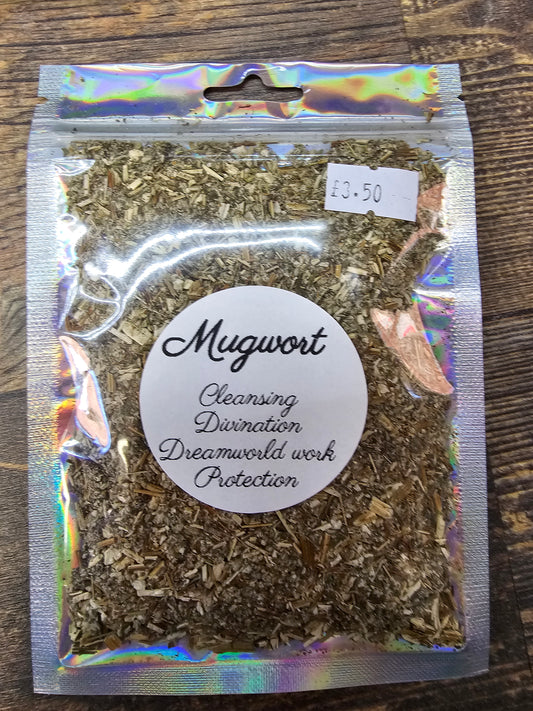 £3.50
Mugwort
Cleansing
Divination
Dreamworld work
Protection